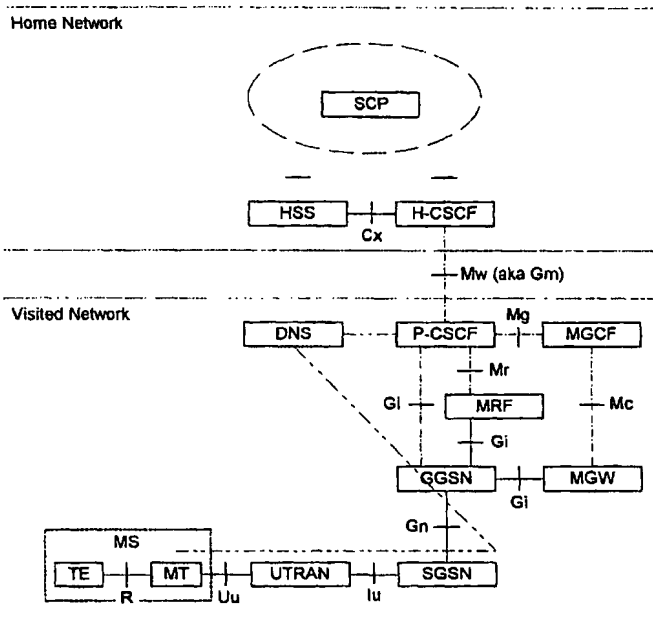 Home Network
SCP
HSS
H-CSCF
Cx
Mw (aka Gm)
Visited Network
Mg
DNS
P-CSCF
MGCF
Mr
Gi
MRF
Mc
Gi
GGSN
MGW
Gi
Gn
MS
TE
MT
UTRAN
SGSN
R
Uu
Iu